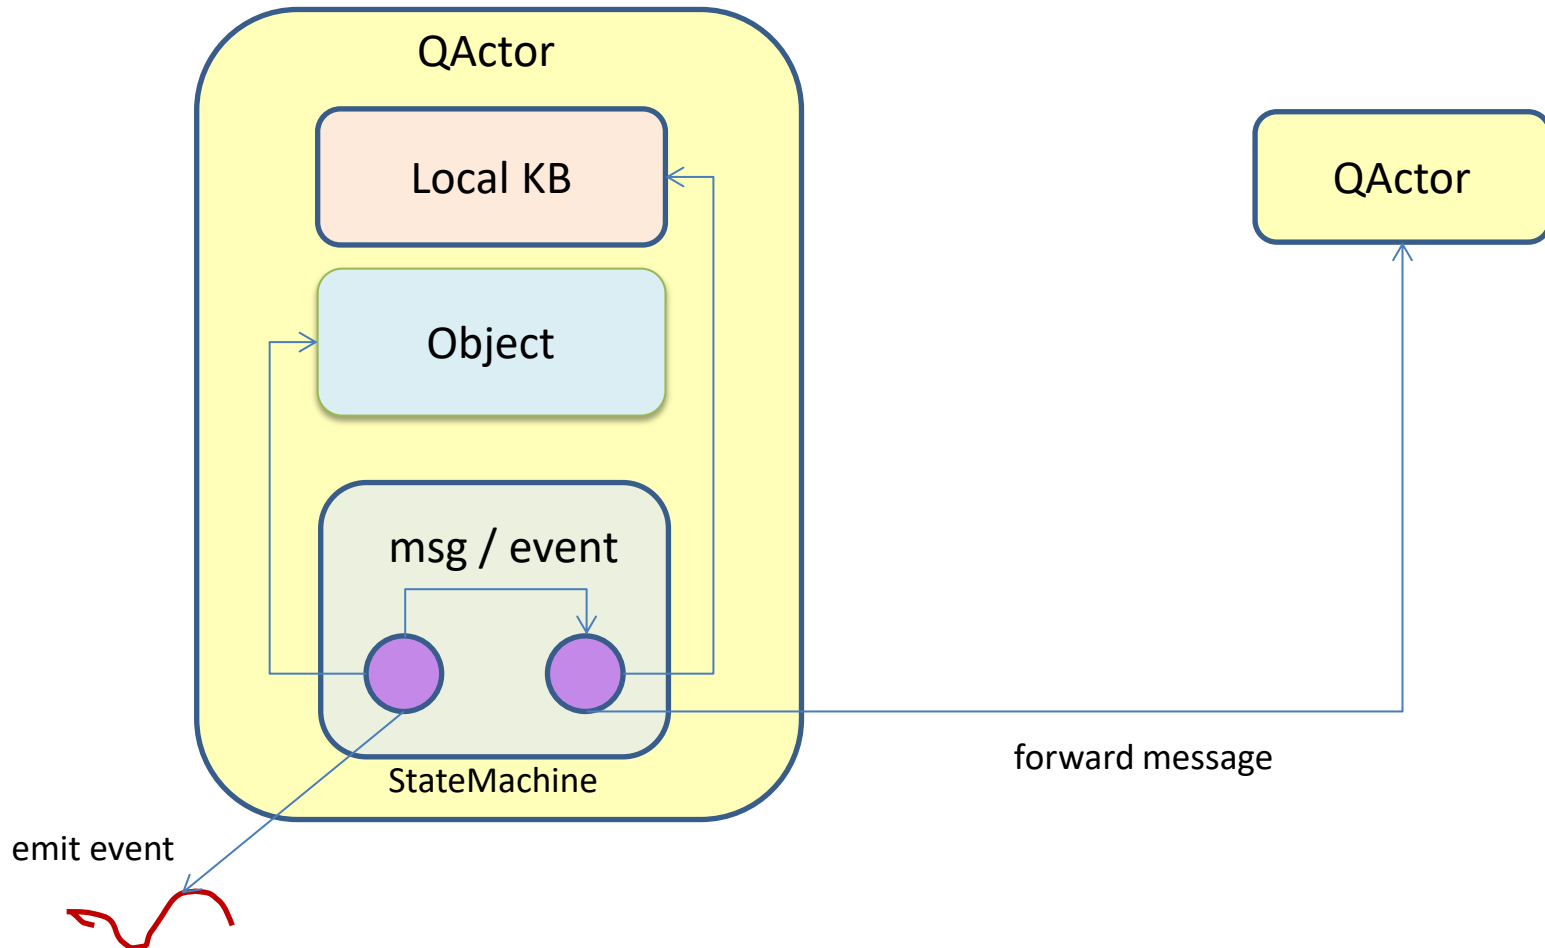 QActor
Local KB
QActor
Object
msg / event
StateMachine
forward message
emit event